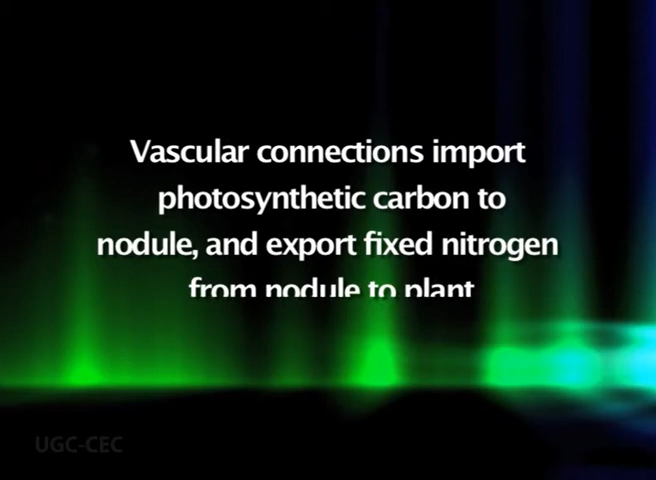 Vascular connections import
photosynthetic carbon to
nodule, and export fixed nitrogen
from nodule to plant
UGC-CEC